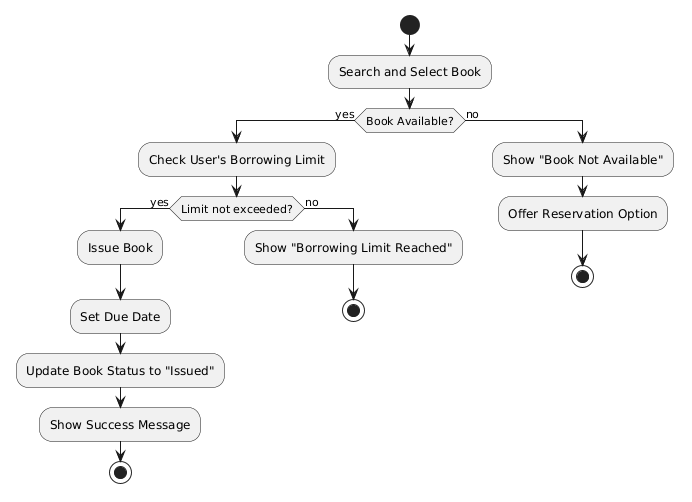 Search and Select Book
yes
Book Available?
no
Check User's Borrowing Limit
Show "Book Not Available"
yes
Limit not exceeded?
no
Offer Reservation Option
Issue Book
Show "Borrowing Limit Reached"
Set Due Date
Update Book Status to "Issued"
Show Success Message